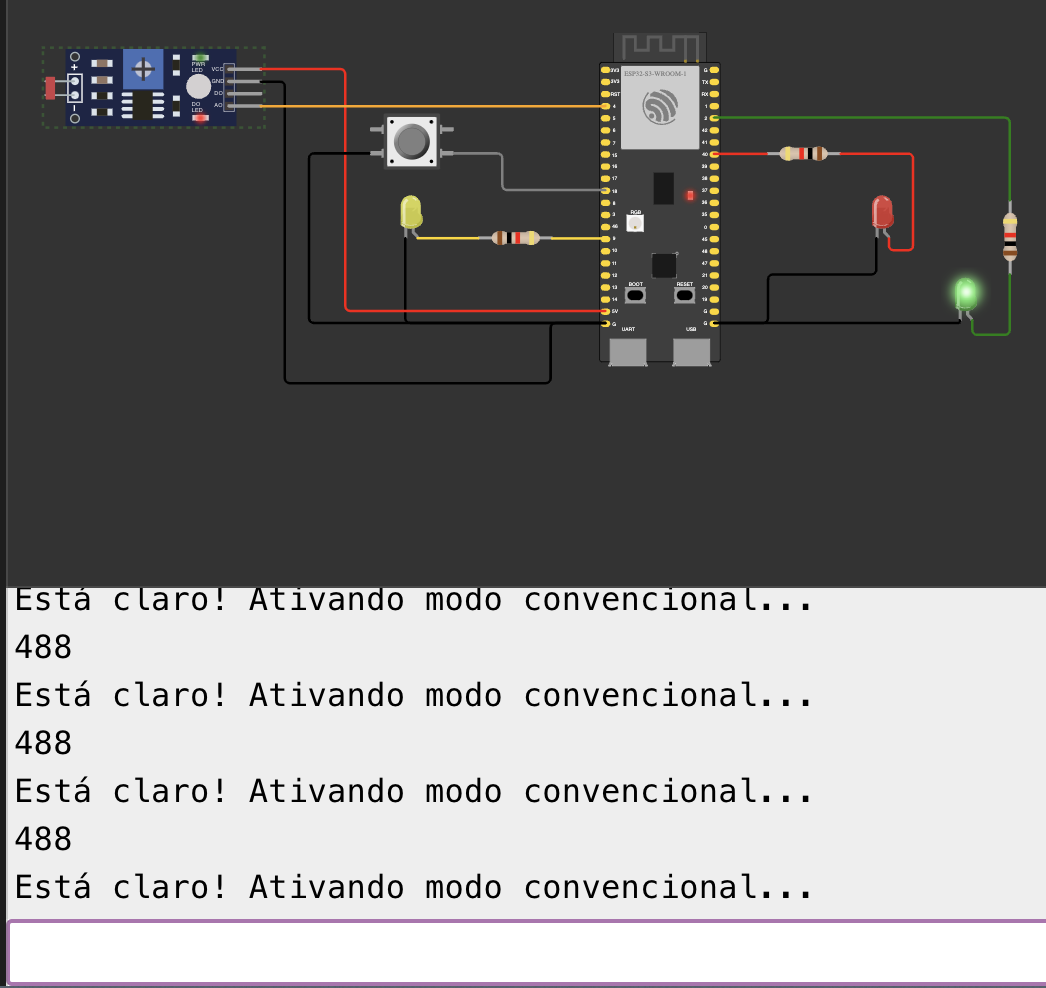 PWR
LED
VCC
GND
DO
AO
DO
LED
+
−
ESP32-S3-WROOM-1
3V3
3V3
RST
4
5
6
7
15
16
17
18
8
3
46
9
10
11
12
13
14
5V
G
G
TX
RX
1
2
42
41
40
39
38
37
36
35
0
45
48
47
21
20
19
G
G
RGB
BOOT
RESET
UART
USB
Está claro! Ativando modo convencional...
488
Está claro! Ativando modo convencional...
488
Está claro! Ativando modo convencional...
488
Está claro! Ativando modo convencional...